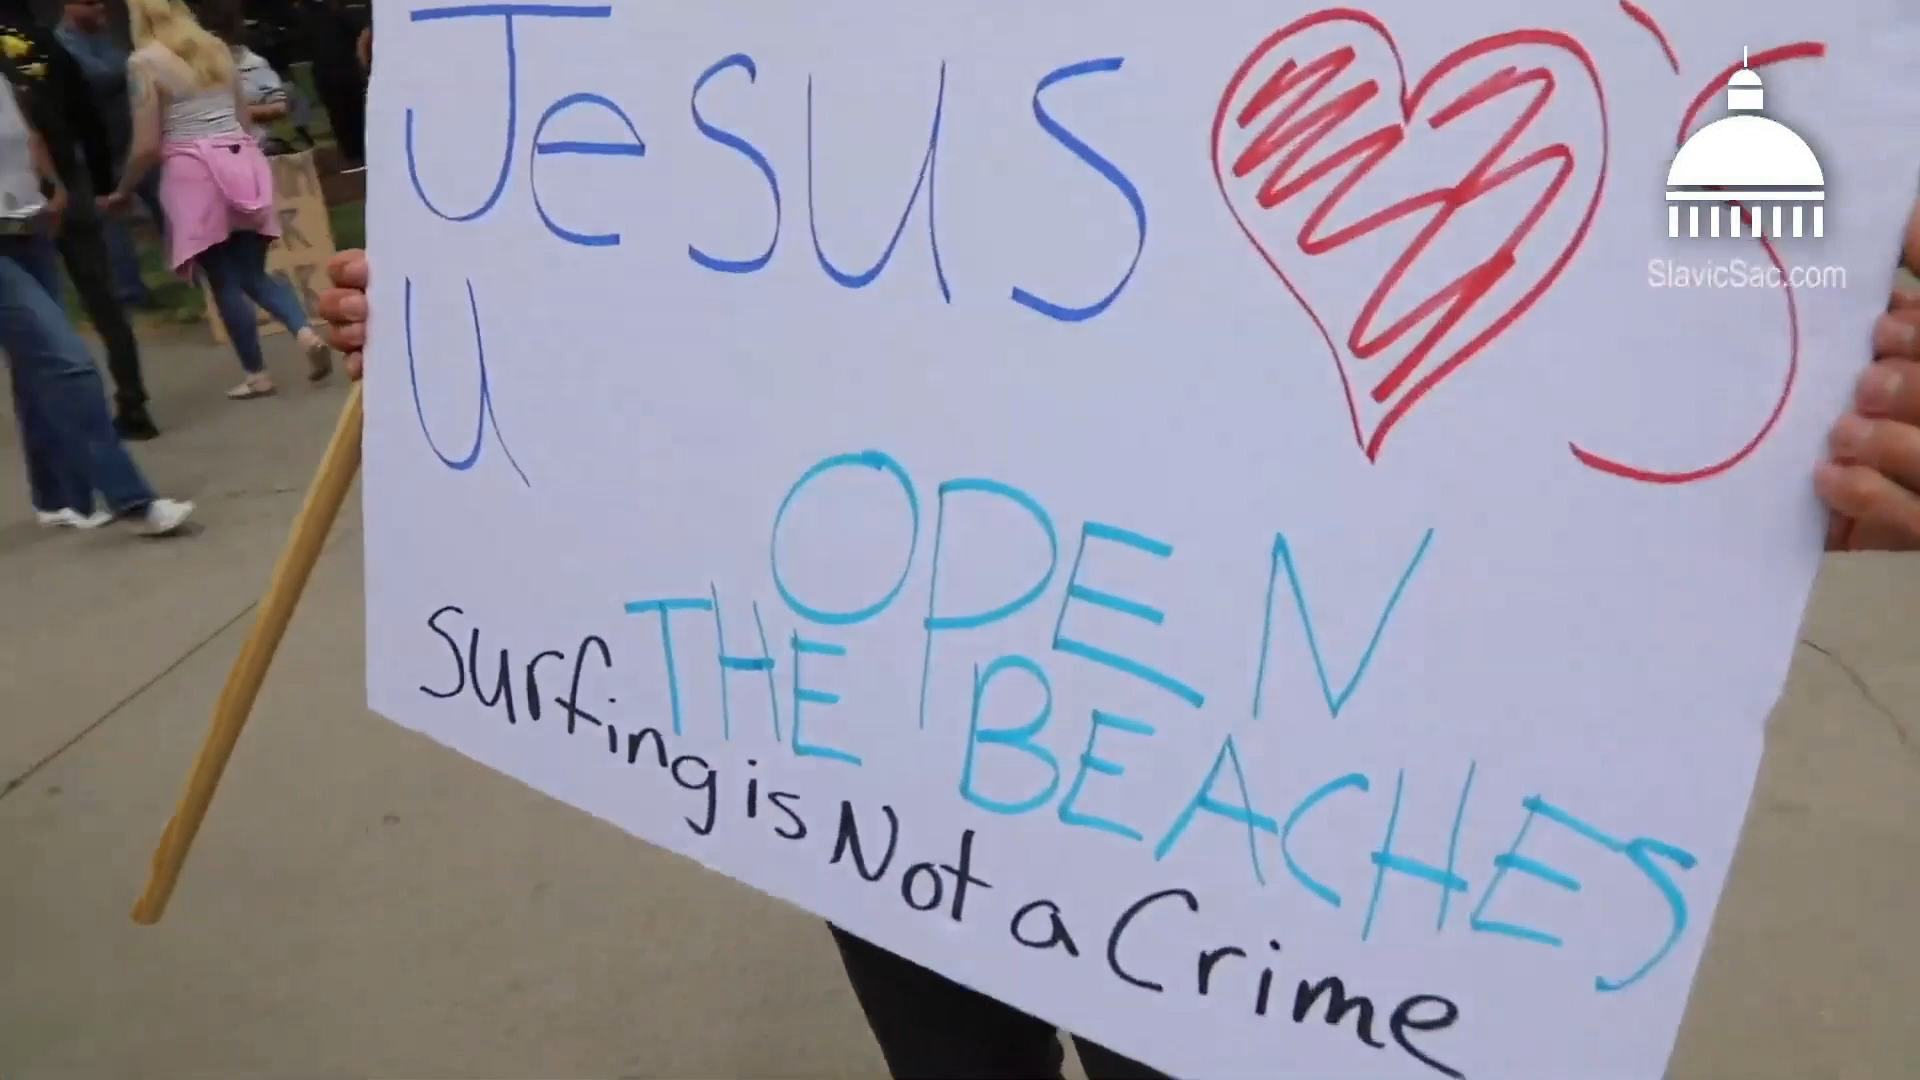 Jesus ❤'s
U
OPEN
THE BEACHES
Surfing is Not a Crime
SlavicSac.com